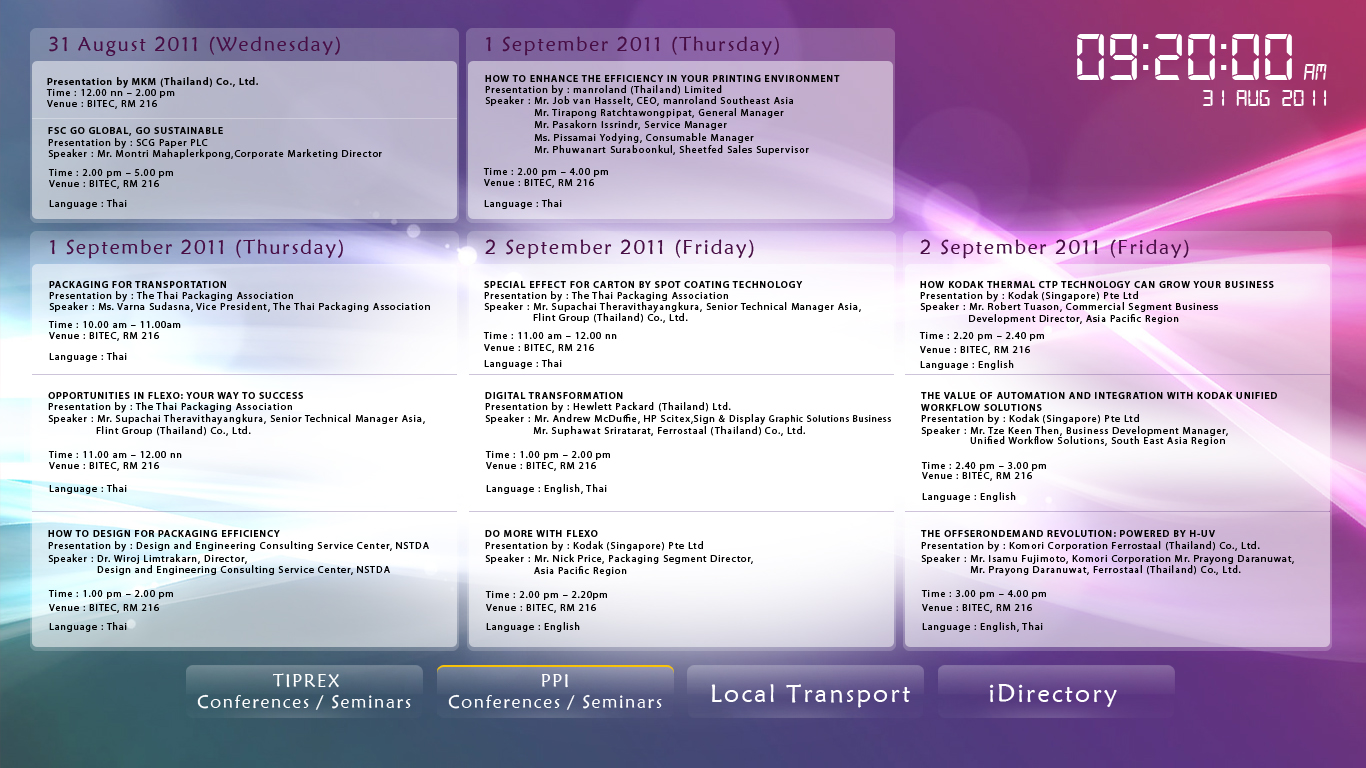 31 August 2011 (Wednesday)
Presentation by MKM (Thailand) Co., Ltd.
Time : 12.00 nn – 2.00 pm
Venue : BITEC, RM 216
FSC GO GLOBAL, GO SUSTAINABLE
Presentation by : SCG Paper PLC
Speaker : Mr. Montri Mahaplerkpong,Corporate Marketing Director
Time : 2.00 pm – 5.00 pm
Venue : BITEC, RM 216
Language : Thai
1 September 2011 (Thursday)
HOW TO ENHANCE THE EFFICIENCY IN YOUR PRINTING ENVIRONMENT
Presentation by : manroland (Thailand) Limited
Speaker : Mr. Job van Hasselt, CEO, manroland Southeast Asia
Mr. Tirapong Ratchtawongpipat, General Manager
Mr. Pasakorn Issrindr, Service Manager
Ms. Pissamai Yodying, Consumable Manager
Mr. Phuwanart Suraboonkul, Sheetfed Sales Supervisor
Time : 2.00 pm – 4.00 pm
Venue : BITEC, RM 216
Language : Thai
09:20:00 AM
31 AUG 2011
1 September 2011 (Thursday)
PACKAGING FOR TRANSPORTATION
Presentation by : The Thai Packaging Association
Speaker : Ms. Varna Sudasna, Vice President, The Thai Packaging Association
Time : 10.00 am – 11.00am
Venue : BITEC, RM 216
Language : Thai
OPPORTUNITIES IN FLEXO: YOUR WAY TO SUCCESS
Presentation by : The Thai Packaging Association
Speaker : Mr. Supachai Theravithayangkura, Senior Technical Manager Asia,
Flint Group (Thailand) Co., Ltd.
Time : 11.00 am – 12.00 nn
Venue : BITEC, RM 216
Language : Thai
HOW TO DESIGN FOR PACKAGING EFFICIENCY
Presentation by : Design and Engineering Consulting Service Center, NSTDA
Speaker : Dr. Wiroj Limtrakarn, Director,
Design and Engineering Consulting Service Center, NSTDA
Time : 1.00 pm – 2.00 pm
Venue : BITEC, RM 216
Language : Thai
2 September 2011 (Friday)
SPECIAL EFFECT FOR CARTON BY SPOT COATING TECHNOLOGY
Presentation by : The Thai Packaging Association
Speaker : Mr. Supachai Theravithayangkura, Senior Technical Manager Asia,
Flint Group (Thailand) Co., Ltd.
Time : 11.00 am – 12.00 nn
Venue : BITEC, RM 216
Language : Thai
DIGITAL TRANSFORMATION
Presentation by : Hewlett Packard (Thailand) Ltd.
Speaker : Mr. Andrew McDuffie, HP Scitex,Sign & Display Graphic Solutions Business
Mr. Suphawat Sriratarat, Ferrostaal (Thailand) Co., Ltd.
Time : 1.00 pm – 2.00 pm
Venue : BITEC, RM 216
Language : English, Thai
DO MORE WITH FLEXO
Presentation by : Kodak (Singapore) Pte Ltd
Speaker : Mr. Nick Price, Packaging Segment Director,
Asia Pacific Region
Time : 2.00 pm – 2.20pm
Venue : BITEC, RM 216
Language : English
2 September 2011 (Friday)
HOW KODAK THERMAL CTP TECHNOLOGY CAN GROW YOUR BUSINESS
Presentation by : Kodak (Singapore) Pte Ltd
Speaker : Mr. Robert Tuason, Commercial Segment Business
Development Director, Asia Pacific Region
Time : 2.20 pm – 2.40 pm
Venue : BITEC, RM 216
Language : English
THE VALUE OF AUTOMATION AND INTEGRATION WITH KODAK UNIFIED
WORKFLOW SOLUTIONS
Presentation by : Kodak (Singapore) Pte Ltd
Speaker : Mr. Tze Keen Then, Business Development Manager,
Unified Workflow Solutions, South East Asia Region
Time : 2.40 pm – 3.00 pm
Venue : BITEC, RM 216
Language : English
THE OFFSERONDEMAND REVOLUTION: POWERED BY H-UV
Presentation by : Komori Corporation Ferrostaal (Thailand) Co., Ltd.
Speaker : Mr. Isamu Fujimoto, Komori Corporation Mr. Prayong Daranuwat,
Mr. Prayong Daranuwat, Ferrostaal (Thailand) Co., Ltd.
Time : 3.00 pm – 4.00 pm
Venue : BITEC, RM 216
Language : English, Thai
TIPREX
Conferences / Seminars
PPI
Conferences / Seminars
Local Transport
iDirectory